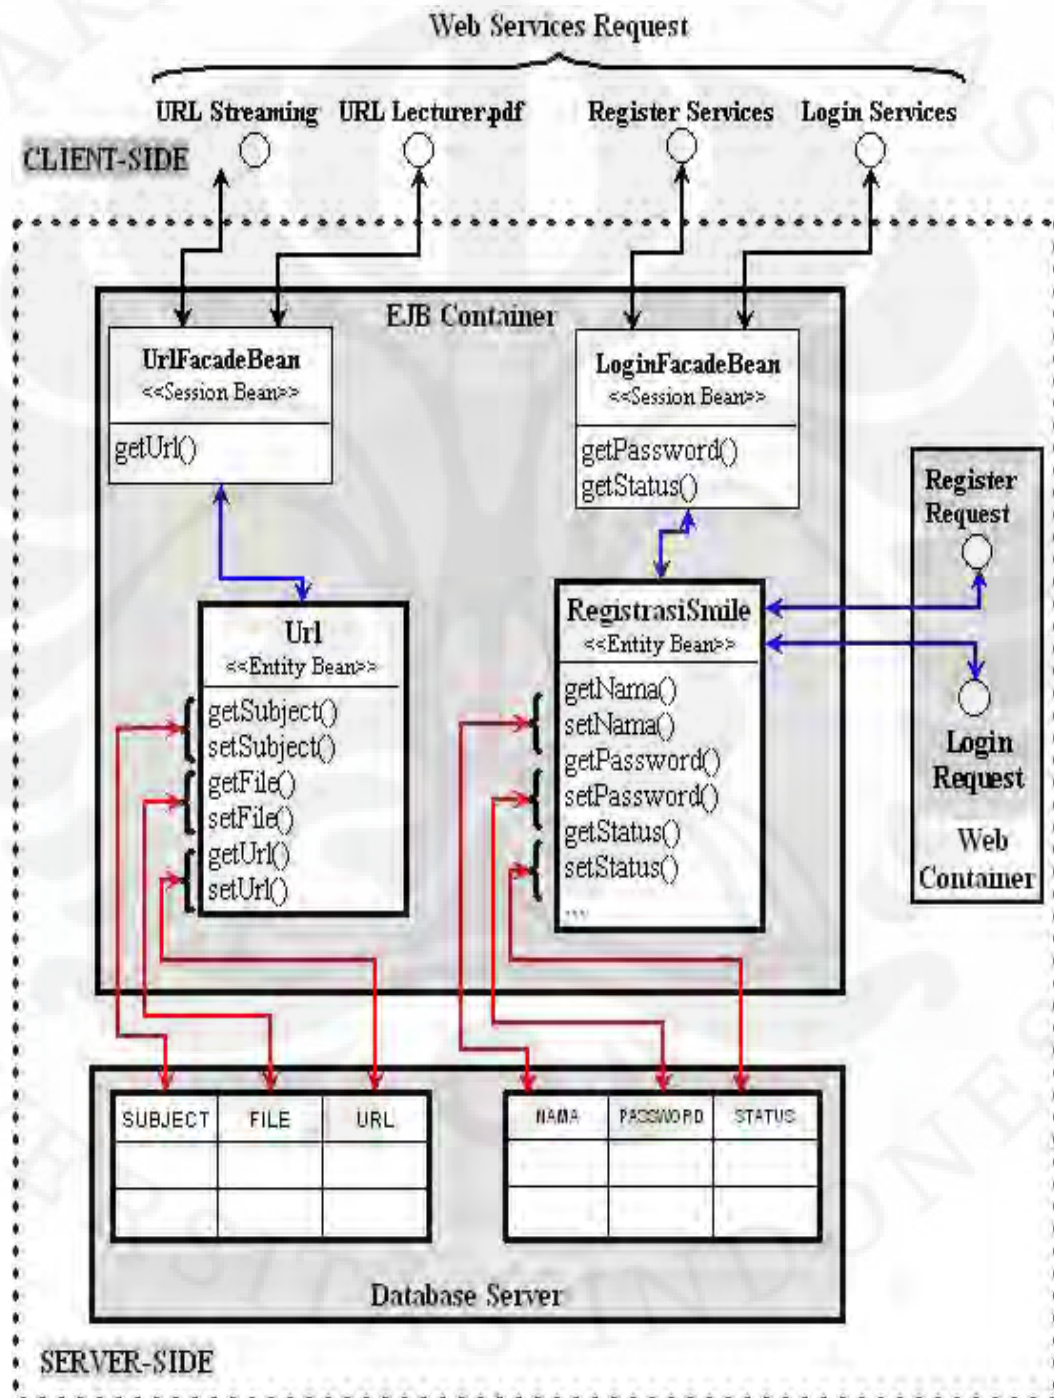 Web Services Request
URL Streaming
URL Lecturer.pdf
Register Services
Login Services
CLIENT-SIDE
EJB Container
UrlFacadeBean
<<Session Bean>>
getUrl()
LoginFacadeBean
<<Session Bean>>
getPassword()
getStatus()
Register
Request
Login
Request
Web
Container
Url
<<Entity Bean>>
getSubject()
setSubject()
getFile()
setFile()
getUrl()
setUrl()
RegistrasiSmile
<<Entity Bean>>
getNama()
setNama()
getPassword()
setPassword()
getStatus()
setStatus()
...
SUBJECT FILE URL
NAMA PASSWORD STATUS
Database Server
SERVER-SIDE